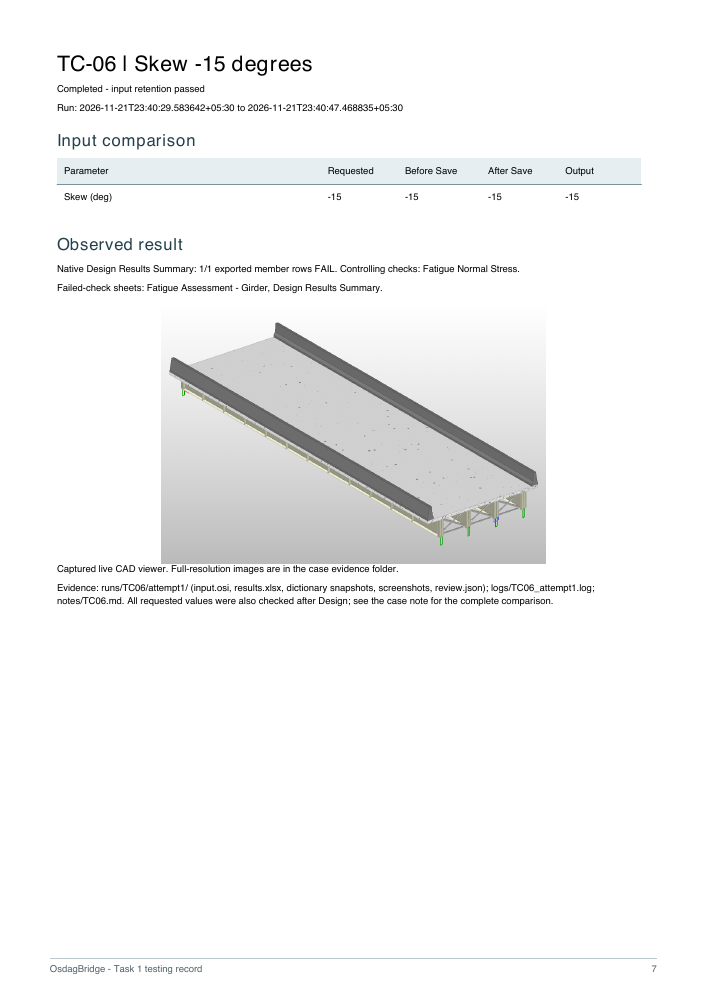 TC-06 | Skew -15 degrees
Completed - input retention passed
Run: 2026-11-21T23:40:29.583642+05:30 to 2026-11-21T23:40:47.468835+05:30
Input comparison
Parameter Requested Before Save After Save Output
Skew (deg) -15 -15 -15 -15
Observed result
Native Design Results Summary: 1/1 exported member rows FAIL. Controlling checks: Fatigue Normal Stress.
Failed-check sheets: Fatigue Assessment - Girder, Design Results Summary.
Captured live CAD viewer. Full-resolution images are in the case evidence folder.
Evidence: runs/TC06/attempt1/ (input.osi, results.xlsx, dictionary snapshots, screenshots, review.json); logs/TC06_attempt1.log;
notes/TC06.md. All requested values were also checked after Design; see the case note for the complete comparison.
OsdagBridge - Task 1 testing record 7